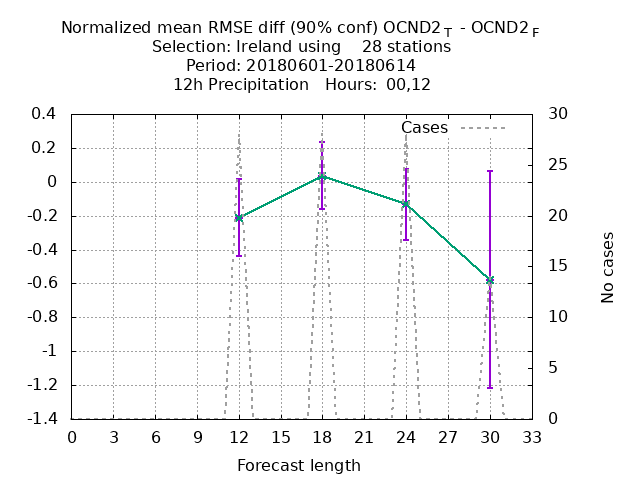 Normalized mean RMSE diff (90% conf) OCND2 T - OCND2 F
Selection: Ireland using 28 stations
Period: 20180601-20180614
12h Precipitation Hours: 00,12
Cases
0.4
0.2
0
-0.2
-0.4
-0.6
-0.8
-1
-1.2
-1.4
30
25
20
15
10
5
0
No cases
0 3 6 9 12 15 18 21 24 27 30 33
Forecast length